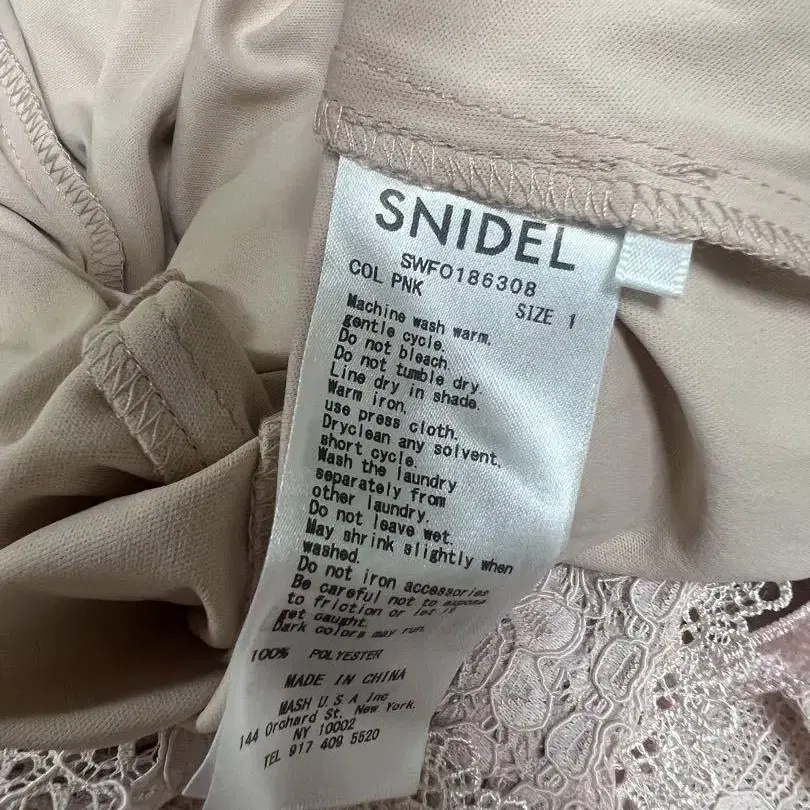 SNIDEL
SWFO186308
COL PNK
SIZE 1
Machine wash warm.
gentle cycle.
Do not bleach.
Do not tumble dry.
Line dry in shade.
Warm iron,
use press cloth.
Dryclean any solvent,
short cycle.
Wash the laundry
separately from
other laundry.
Do not leave wet.
May shrink slightly when
washed.
Do not iron accessories
Be careful not to expose
to friction or let it
get caught.
Dark colors may run.
100% POLYESTER
MADE IN CHINA
MASH U.S.A Inc
144 Orchard St. New York.
NY 10002
TEL 917 409 5520